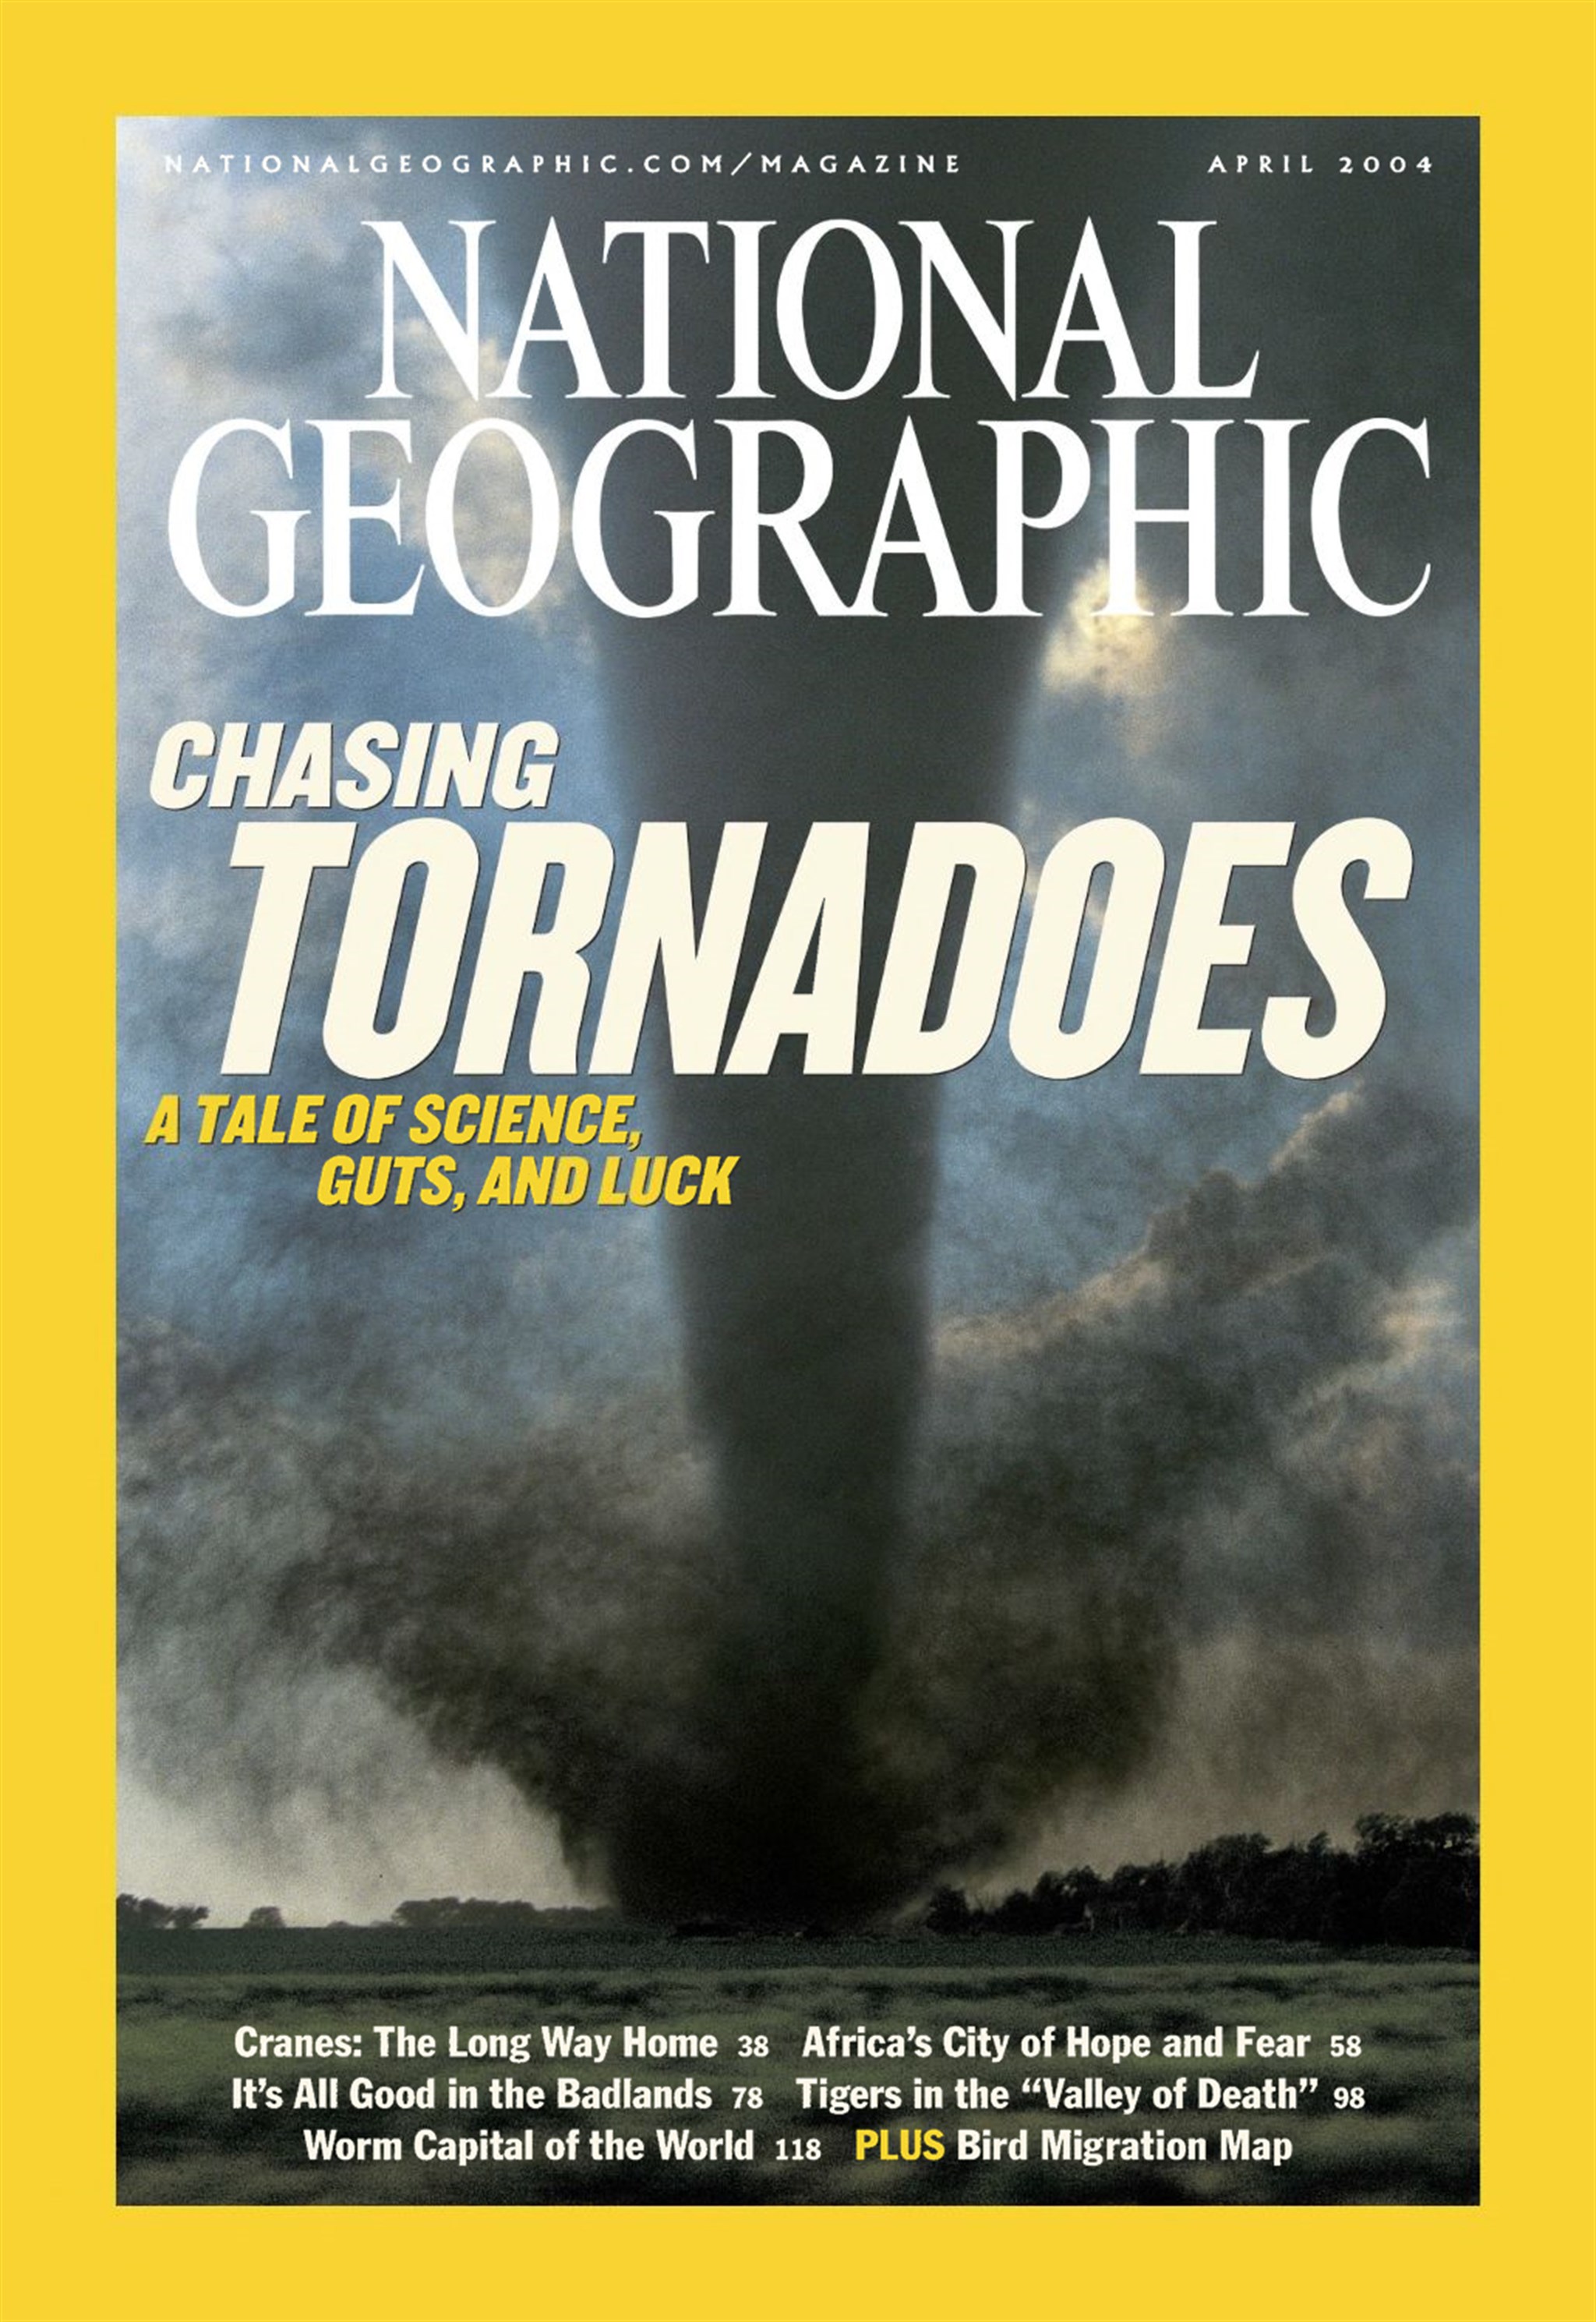 NATIONALGEOGRAPHIC.COM/MAGAZINE APRIL 2004
NATIONAL
GEOGRAPHIC
CHASING
TORNADOES
A TALE OF SCIENCE,
GUTS, AND LUCK
Cranes: The Long Way Home 38 Africa’s City of Hope and Fear 58
It’s All Good in the Badlands 78 Tigers in the “Valley of Death” 98
Worm Capital of the World 118 PLUS Bird Migration Map